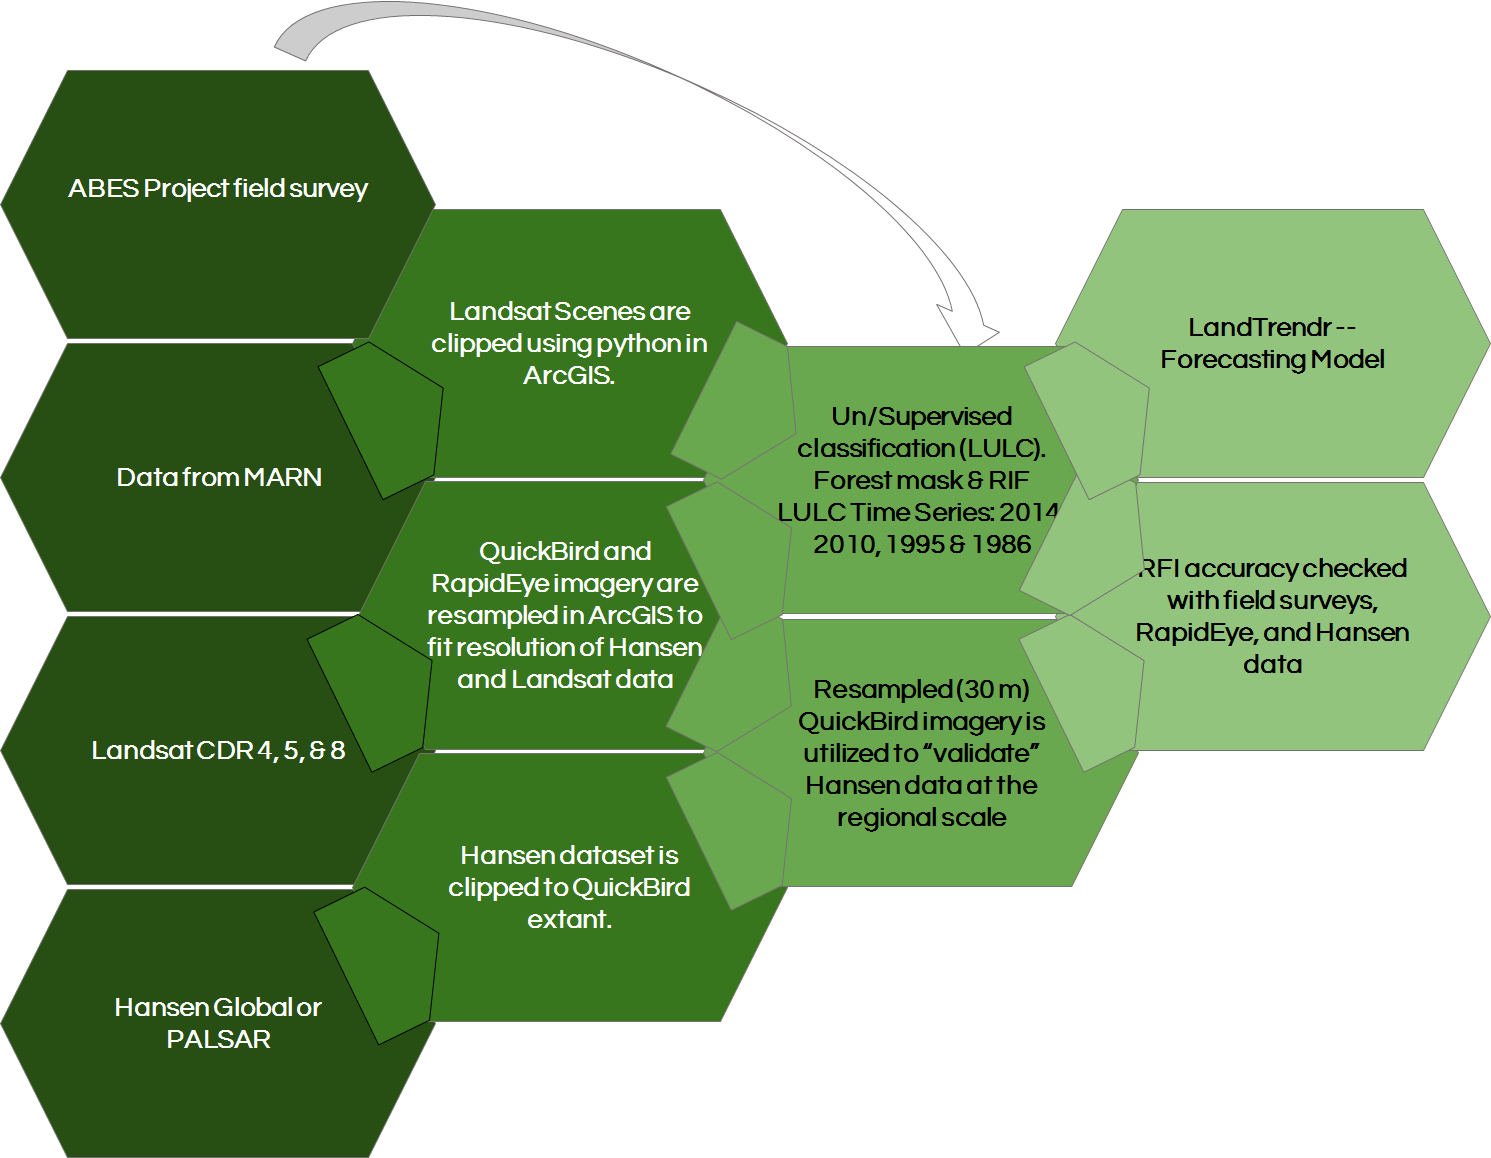 ABES Project field survey
Data from MARN
Landsat CDR 4, 5, & 8
Hansen Global or
PALSAR
Landsat Scenes are
clipped using python in
ArcGIS.
QuickBird and
RapidEye imagery are
resampled in ArcGIS to
fit resolution of Hansen
and Landsat data
Hansen dataset is
clipped to QuickBird
extant.
Un/Supervised
classification (LULC).
Forest mask & RIF
LULC Time Series: 2014
2010, 1995 & 1986
Resampled (30 m)
QuickBird imagery is
utilized to “validate”
Hansen data at the
regional scale
LandTrendr --
Forecasting Model
RFI accuracy checked
with field surveys,
RapidEye, and Hansen
data